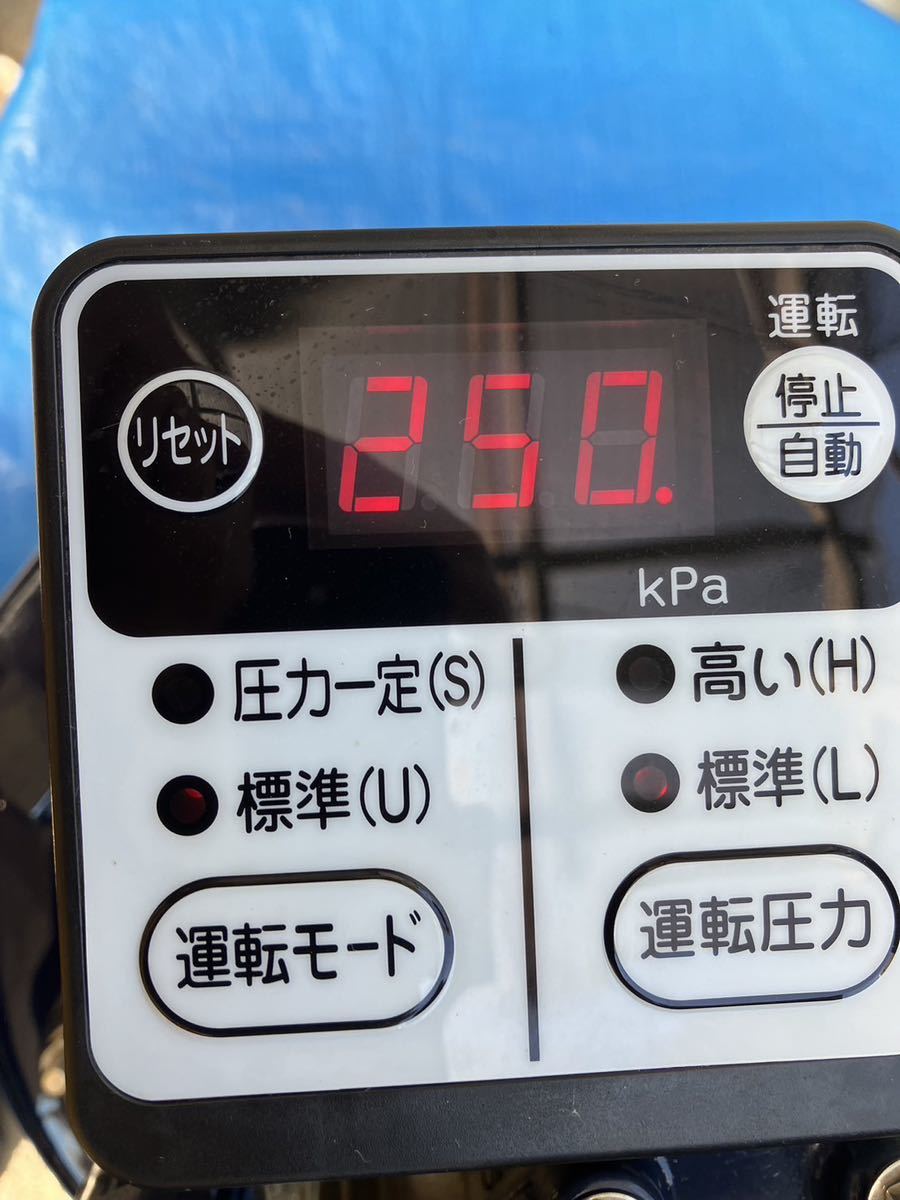 運転
リセット
250.
停止
自動
kPa
圧力一定(S)
標準(U)
運転モード
高い(H)
標準(L)
運転圧力